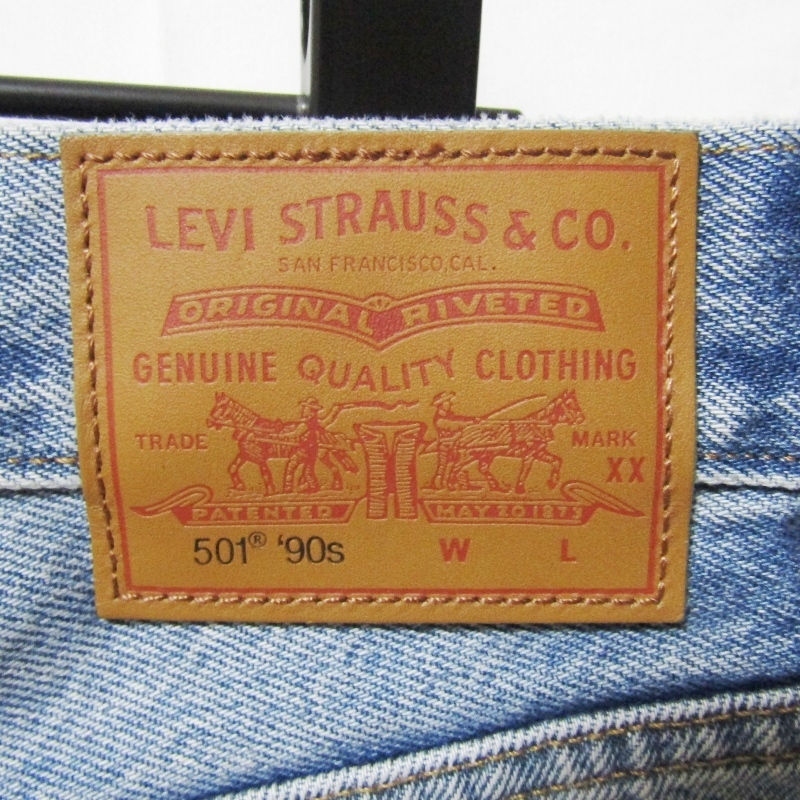 LEVI STRAUSS & CO.
SAN FRANCISCO, CAL.
ORIGINAL RIVETED
GENUINE QUALITY CLOTHING
TRADE MARK
XX
PATENTED MAY 20 1873
501® '90s W L